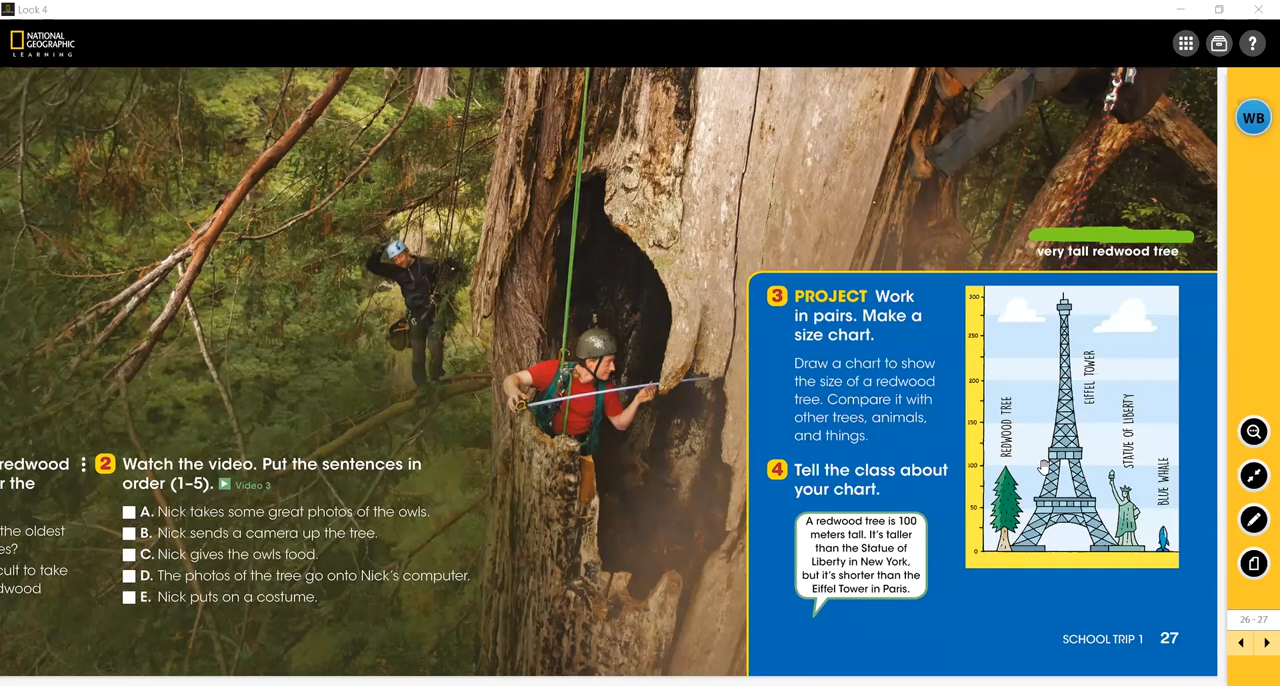 Look 4
NATIONAL
GEOGRAPHIC
LEARNING
?
WB
very tall redwood tree
redwood
r the
the oldest
es?
cult to take
dwood
2 Watch the video. Put the sentences in
order (1–5). Video 3
A. Nick takes some great photos of the owls.
B. Nick sends a camera up the tree.
C. Nick gives the owls food.
D. The photos of the tree go onto Nick's computer.
E. Nick puts on a costume.
3 PROJECT Work
in pairs. Make a
size chart.
Draw a chart to show
the size of a redwood
tree. Compare it with
other trees, animals,
and things.
4 Tell the class about
your chart.
A redwood tree is 100
meters tall. It's taller
than the Statue of
Liberty in New York,
but it's shorter than the
Eiffel Tower in Paris.
300
250
200
150
100
50
0
REDWOOD TREE
EIFFEL TOWER
STATUE OF LIBERTY
BLUE WHALE
SCHOOL TRIP 1 27
26 - 27